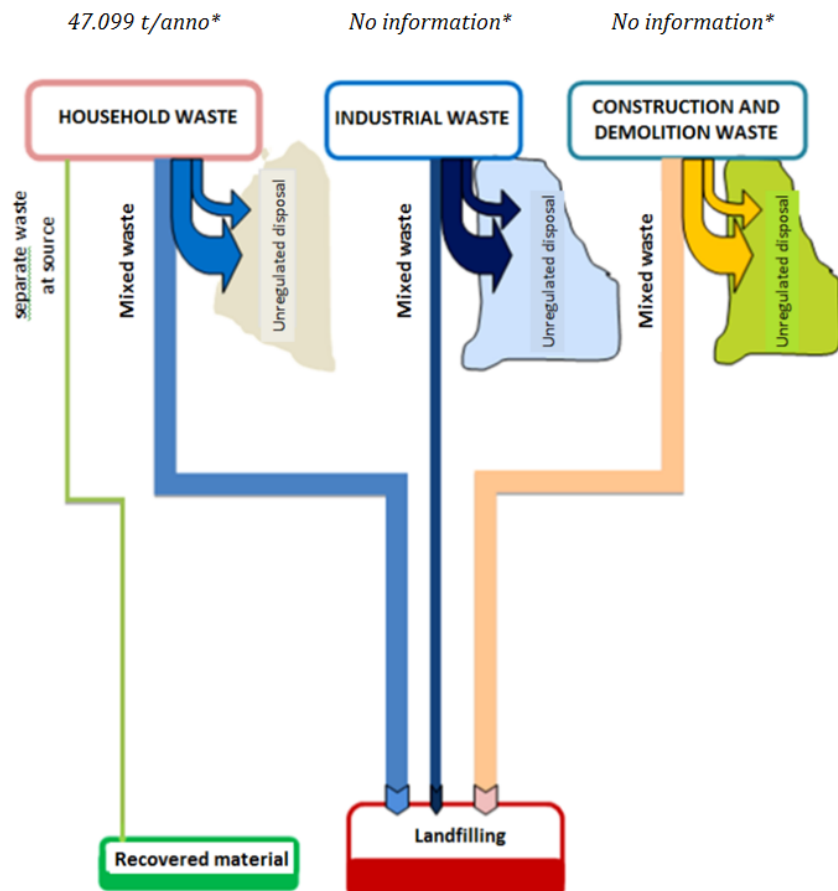 47.099 t/anno*
No information*
No information*
HOUSEHOLD WASTE
INDUSTRIAL WASTE
CONSTRUCTION AND
DEMOLITION WASTE
separate waste
at source
Mixed waste
Unregulated disposal
Mixed waste
Unregulated disposal
Mixed waste
Unregulated disposal
Recovered material
Landfilling